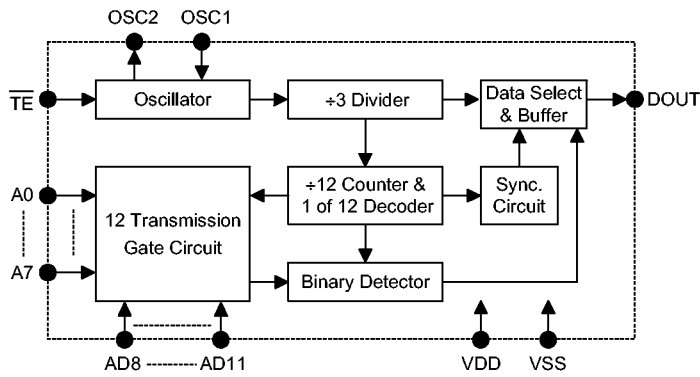 OSC2 OSC1
T̅E̅
Oscillator
÷3 Divider
Data Select
& Buffer
DOUT
A0
A7
12 Transmission
Gate Circuit
÷12 Counter &
1 of 12 Decoder
Sync.
Circuit
Binary Detector
AD8 AD11
VDD VSS